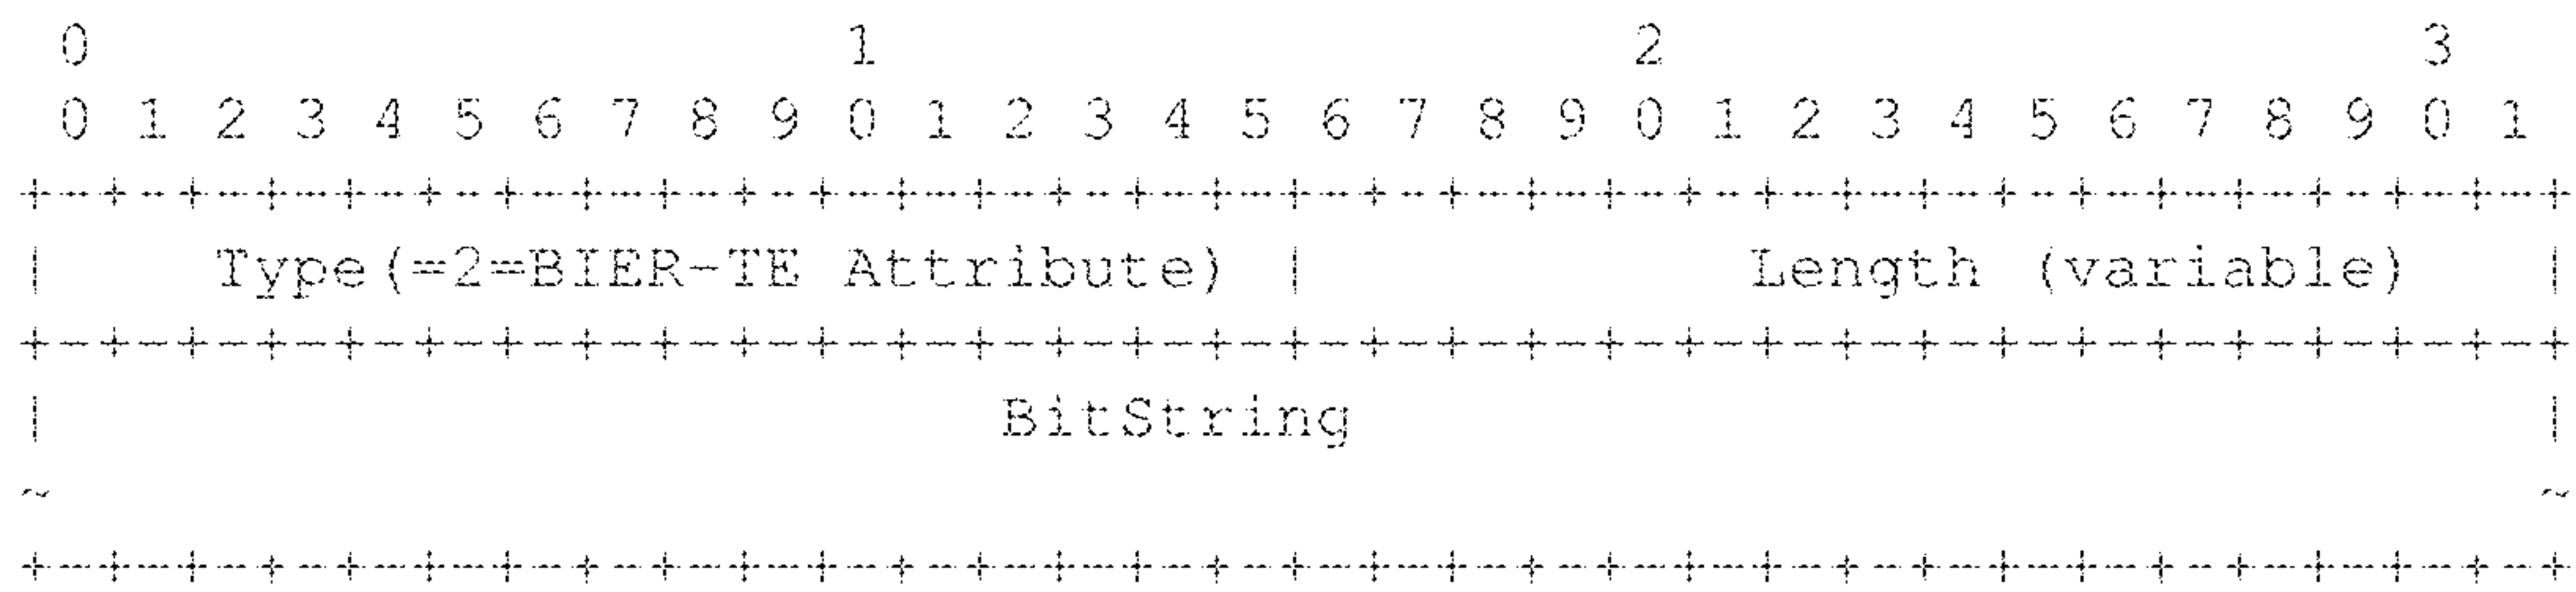 0                   1                   2                   3
 0 1 2 3 4 5 6 7 8 9 0 1 2 3 4 5 6 7 8 9 0 1 2 3 4 5 6 7 8 9 0 1
+-+-+-+-+-+-+-+-+-+-+-+-+-+-+-+-+-+-+-+-+-+-+-+-+-+-+-+-+-+-+-+-+
|    Type(=2=BIER-TE Attribute) |           Length (variable)   |
+-+-+-+-+-+-+-+-+-+-+-+-+-+-+-+-+-+-+-+-+-+-+-+-+-+-+-+-+-+-+-+-+
|                        BitString                              |
~                                                               ~
+-+-+-+-+-+-+-+-+-+-+-+-+-+-+-+-+-+-+-+-+-+-+-+-+-+-+-+-+-+-+-+-+